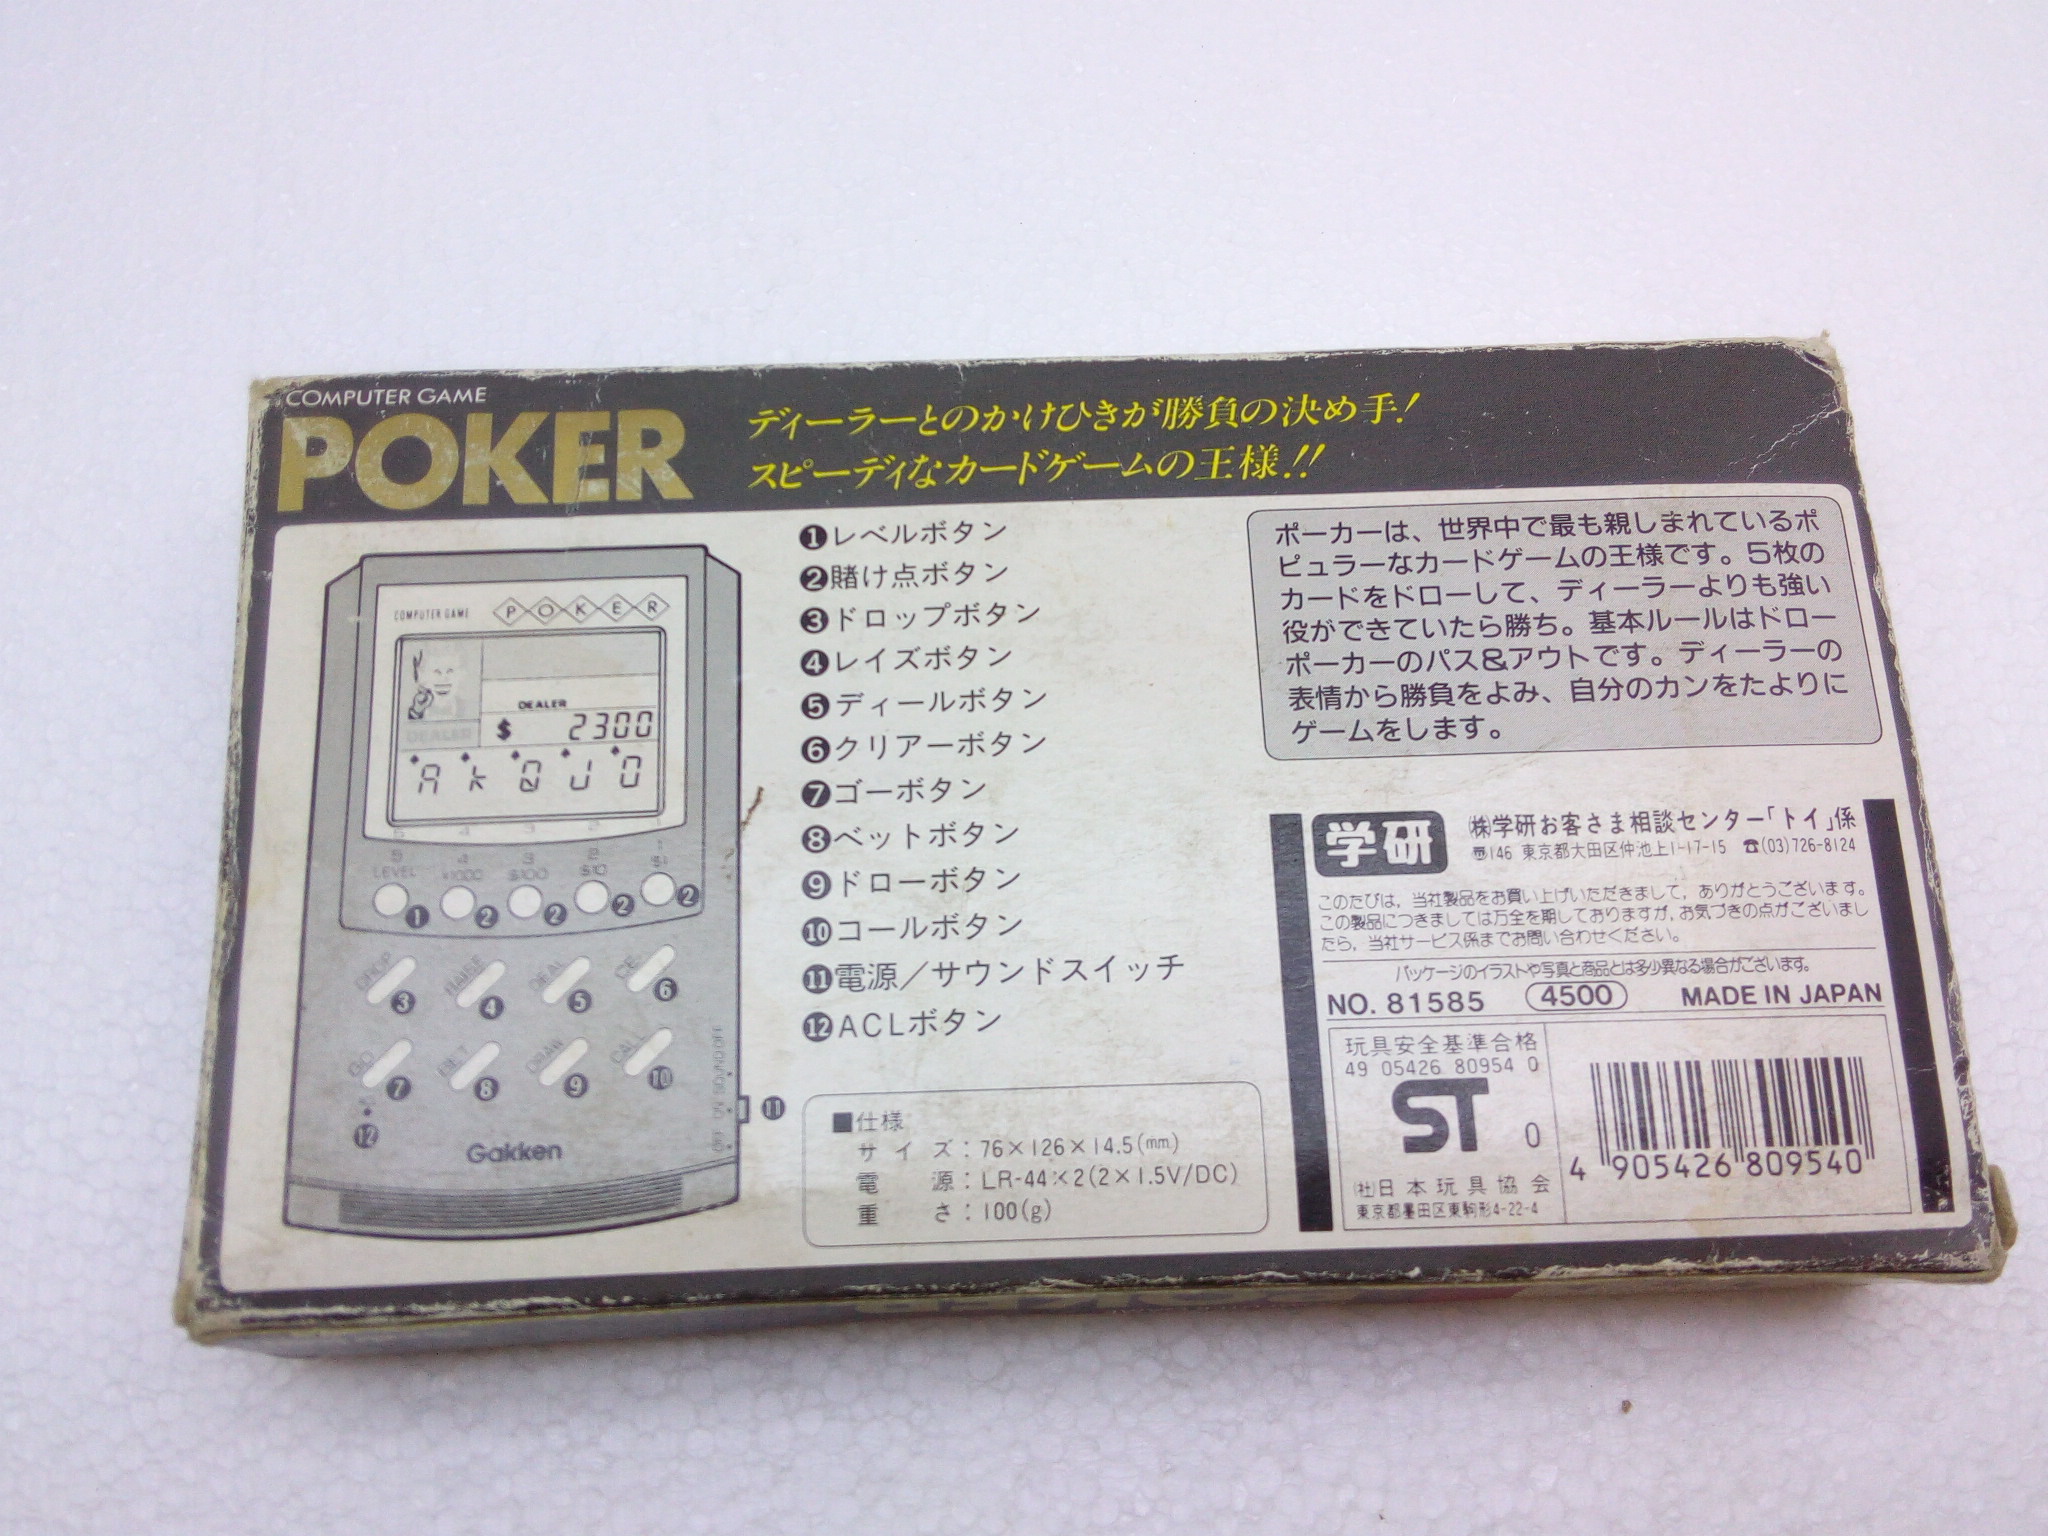 COMPUTER GAME
POKER
ディーラーとのかけひきが勝負の決め手!
スピーディなカードゲームの王様!!
COMPUTER GAME POKER
DEALER
DEALER
$ 2300
A K Q J 0
5 4 3 2 1
5 4 3 2 1
LEVEL $1000 $100 $10 $1
❶ ❷ ❷ ❷ ❷
DROP RAISE DEAL CE
❸ ❹ ❺ ❻
GO BET DRAW CALL
❼ ❽ ❾ ❿
⓫
⓬
Gakken
❶レベルボタン
❷賭け点ボタン
❸ドロップボタン
❹レイズボタン
❺ディールボタン
❻クリアーボタン
❼ゴーボタン
❽ベットボタン
❾ドローボタン
❿コールボタン
⓫電源/サウンドスイッチ
⓬ACLボタン
■仕様
サイズ:76×126×14.5(mm)
電源:LR-44×2(2×1.5V/DC)
重さ:100(g)
ポーカーは、世界中で最も親しまれているポ
ピュラーなカードゲームの王様です。5枚の
カードをドローして、ディーラーよりも強い
役ができていたら勝ち。基本ルールはドロー
ポーカーのパス&アウトです。ディーラーの
表情から勝負をよみ、自分のカンをたよりに
ゲームをします。
学研
㈱学研お客さま相談センター「トイ」係
〒146 東京都大田区仲池上1-17-15 ☎(03)726-8124
このたびは,当社製品をお買い上げいただきまして,ありがとうございます。
この製品につきましては万全を期しておりますが,お気づきの点がございまし
たら,当社サービス係までお問い合わせください。
パッケージのイラストや写真と商品とは多少異なる場合がございます。
NO. 81585 4500 MADE IN JAPAN
玩具安全基準合格
49 05426 80954 0
ST 0
㈳日本玩具協会
東京都墨田区東駒形4-22-4
4 905426 809540